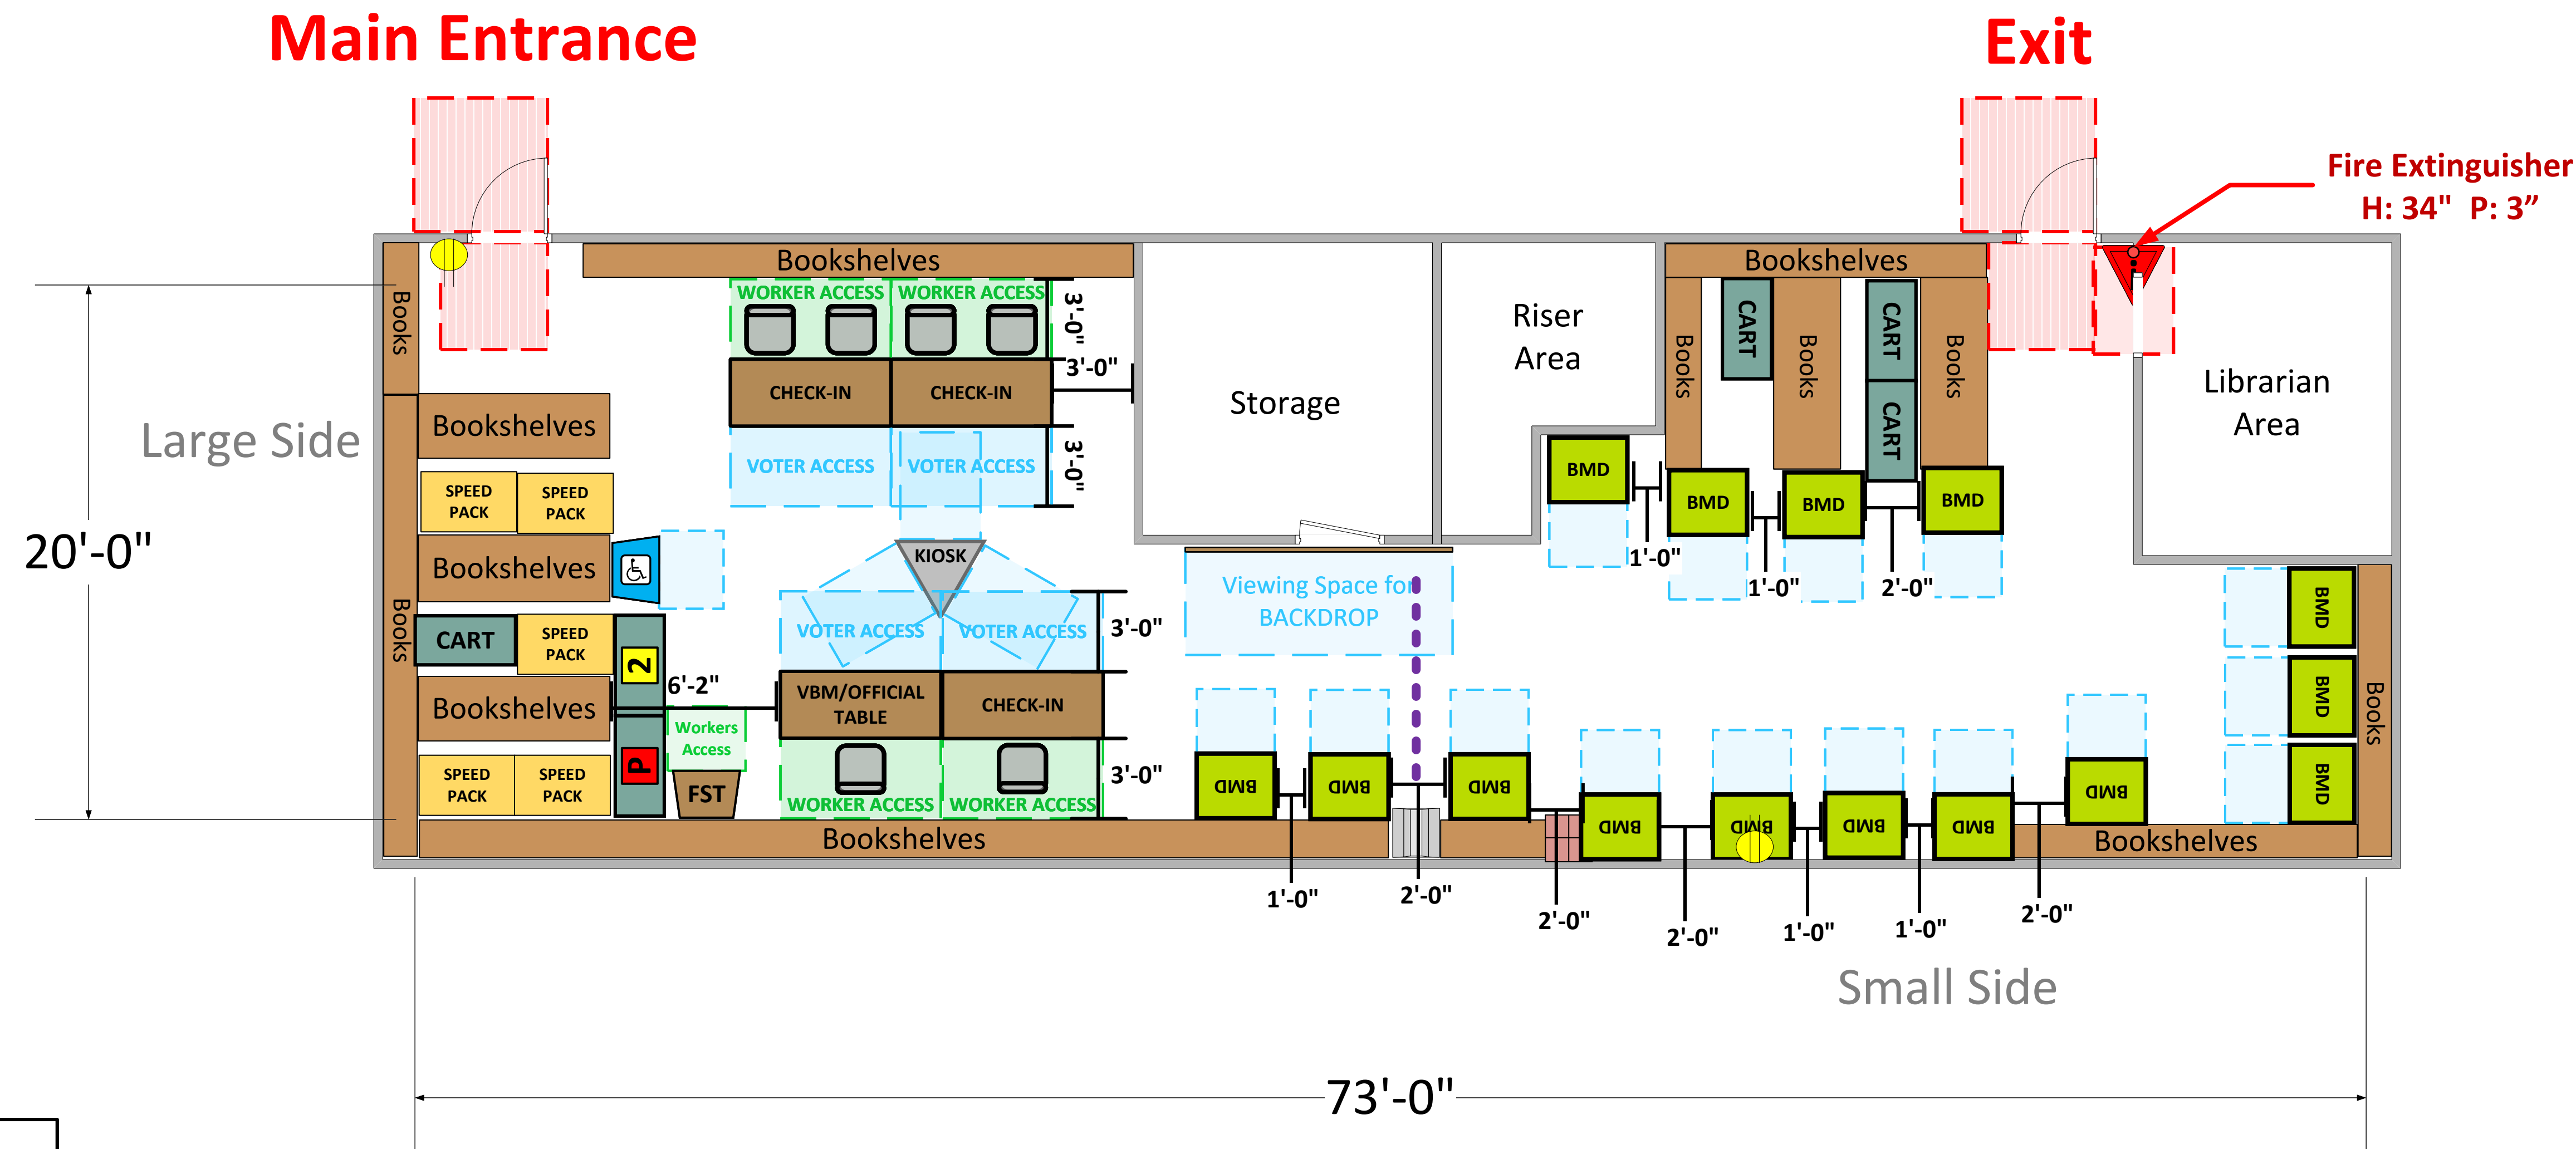 Main Entrance
Exit
Fire Extinguisher
H: 34" P: 3”
Bookshelves
Bookshelves
WORKER ACCESS
WORKER ACCESS
3'-0"
Books
CART
CART
Riser
Area
Books
Books
Books
3'-0"
CHECK-IN
CHECK-IN
Storage
Librarian
Area
Large Side
Bookshelves
CART
VOTER ACCESS
VOTER ACCESS
3'-0"
BMD
SPEED
PACK
SPEED
PACK
BMD
BMD
BMD
20'-0"
Bookshelves
KIOSK
1'-0"
1'-0"
2'-0"
Viewing Space for
BACKDROP
BMD
Books
CART
SPEED
PACK
2
VOTER ACCESS
VOTER ACCESS
3'-0"
6'-2"
Bookshelves
VBM/OFFICIAL
TABLE
CHECK-IN
BMD
Books
Workers
Access
P
SPEED
PACK
SPEED
PACK
FST
3'-0"
WORKER ACCESS
WORKER ACCESS
BMD
BMD
BMD
BMD
BMD
BMD
BMD
BMD
BMD
Bookshelves
Bookshelves
1'-0"
2'-0"
2'-0"
2'-0"
1'-0"
1'-0"
2'-0"
Small Side
73'-0"